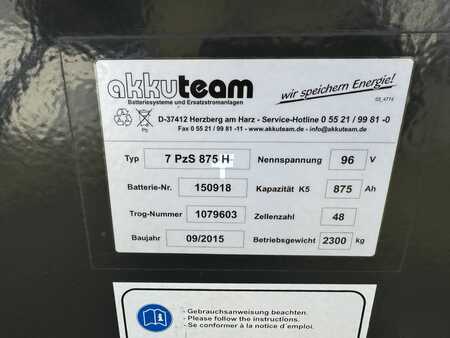 akkuteam
Batteriesysteme und Ersatzstromanlagen
wir speichern Energie!
Pb
D-37412 Herzberg am Harz - Service-Hotline 0 55 21 / 99 81 -0
Fax 0 55 21 / 99 81 -11 - www.akkuteam.de - info@akkuteam.de
Typ 7 PzS 875 H Nennspannung 96 V
Batterie-Nr. 150918 Kapazität K5 875 Ah
Trog-Nummer 1079603 Zellenzahl 48
Baujahr 09/2015 Betriebsgewicht 2300 kg
- Gebrauchsanweisung beachten.
- Please follow the instructions.
- Se conformer à la notice d´emploi.